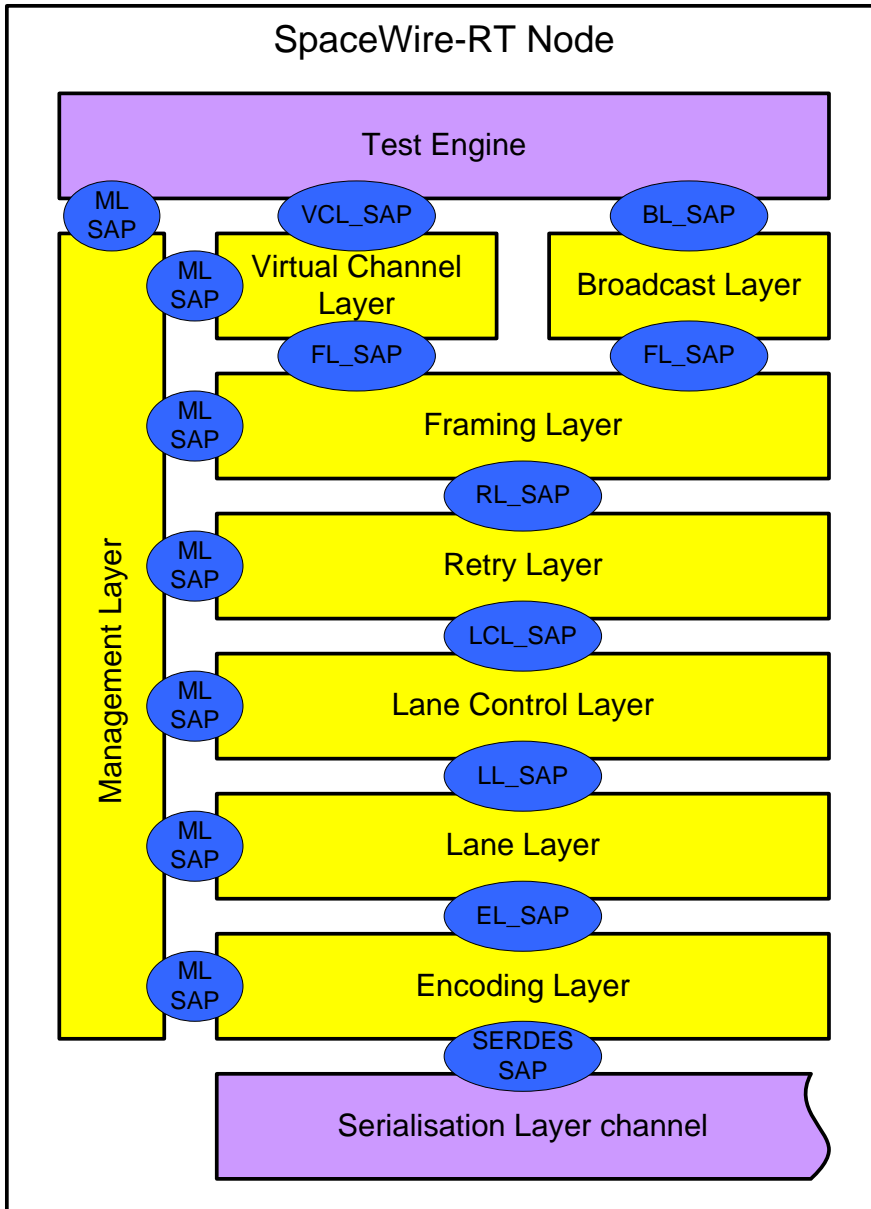 SpaceWire-RT Node
Test Engine
ML
SAP
VCL_SAP
BL_SAP
ML
SAP
Virtual Channel
Layer
Broadcast Layer
FL_SAP
FL_SAP
ML
SAP
Framing Layer
RL_SAP
Management Layer
ML
SAP
Retry Layer
LCL_SAP
ML
SAP
Lane Control Layer
LL_SAP
ML
SAP
Lane Layer
EL_SAP
ML
SAP
Encoding Layer
SERDES
SAP
Serialisation Layer channel